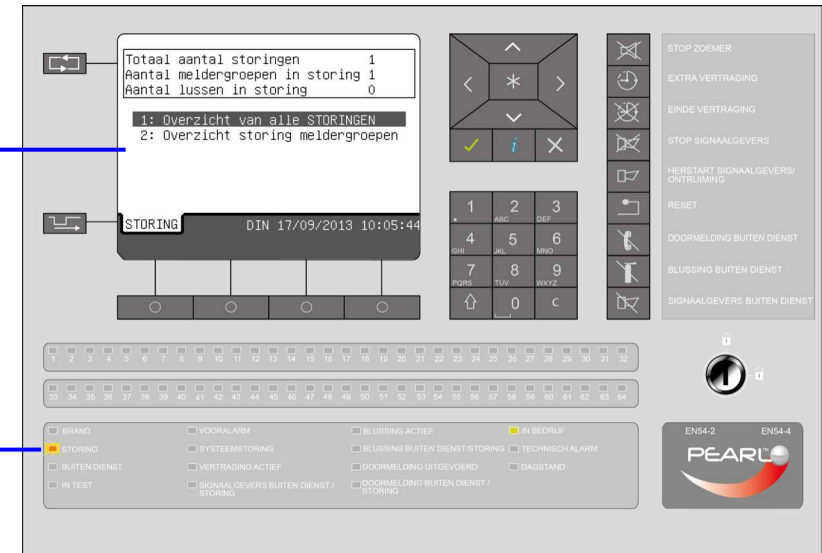 Totaal aantal storingen 1
Aantal meldergroepen in storing 1
Aantal lussen in storing 0
1: Overzicht van alle STORINGEN
2: Overzicht storing meldergroepen
STORING
DIN 17/09/2013 10:05:44
i
1
2 ABC
3 DEF
4 GHI
5 JKL
6 MNO
7 PQRS
8 TUV
9 WXYZ
0
C
STOP ZOEMER
EXTRA VERTRAGING
EINDE VERTRAGING
STOP SIGNAALGEVERS
HERSTART SIGNAALGEVERS/
ONTRUIMING
RESET
DOORMELDING BUITEN DIENST
BLUSSING BUITEN DIENST
SIGNAALGEVERS BUITEN DIENST
1 2 3 4 5 6 7 8 9 10 11 12 13 14 15 16 17 18 19 20 21 22 23 24 25 26 27 28 29 30 31 32
33 34 35 36 37 38 39 40 41 42 43 44 45 46 47 48 49 50 51 52 53 54 55 56 57 58 59 60 61 62 63 64
BRAND
STORING
BUITEN DIENST
IN TEST
VOORALARM
SYSTEEMSTORING
VERTRAGING ACTIEF
SIGNAALGEVERS BUITEN DIENST /
STORING
BLUSSING ACTIEF
BLUSSING BUITEN DIENST/STORING
DOORMELDING UITGEVOERD
DOORMELDING BUITEN DIENST /
STORING
IN BEDRIJF
TECHNISCH ALARM
DAGSTAND
EN54-2 EN54-4
PEARL